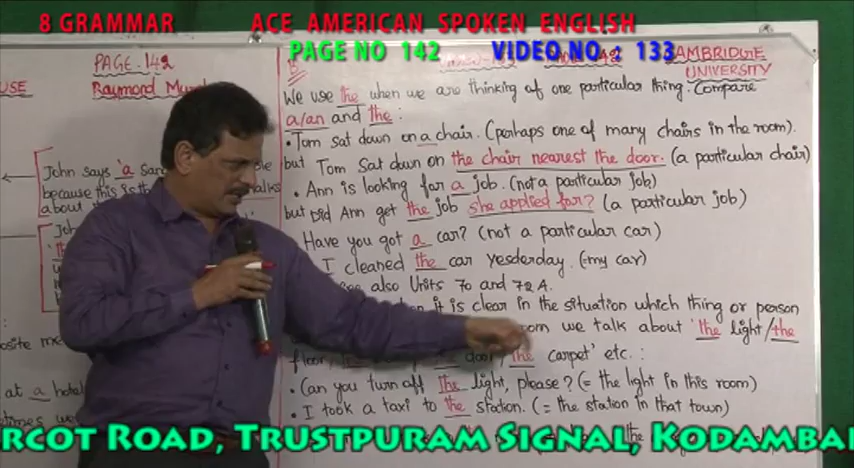 8 GRAMMAR ACE AMERICAN SPOKEN ENGLISH
PAGE NO 142 VIDEO NO : 133
PAGE-142
Raymond
USE
John says 'a
because this is th
about
at a hotel
CAMBRIDGE
UNIVERSITY
B
We use the when we are thinking of one particular thing. Compare
a/an and the :
• Tom sat down on a chair. (perhaps one of many chairs in the room).
but Tom sat down on the chair nearest the door. (a particular chair)
• Ann is looking for a job. (not a particular job)
but Did Ann get the job she applied for? (a particular job)
Have you got a car? (not a particular car)
I cleaned the car yesderday. (=my car)
also Units 70 and 72A.
it is clear in the situation which thing or person
we talk about 'the light/the
the carpet' etc. :
• Can you turn off the light, please? (= the light in this room)
• I took a taxi to the station. (= the station in that town)
RCOT ROAD, TRUSTPURAM SIGNAL, KODAMBA